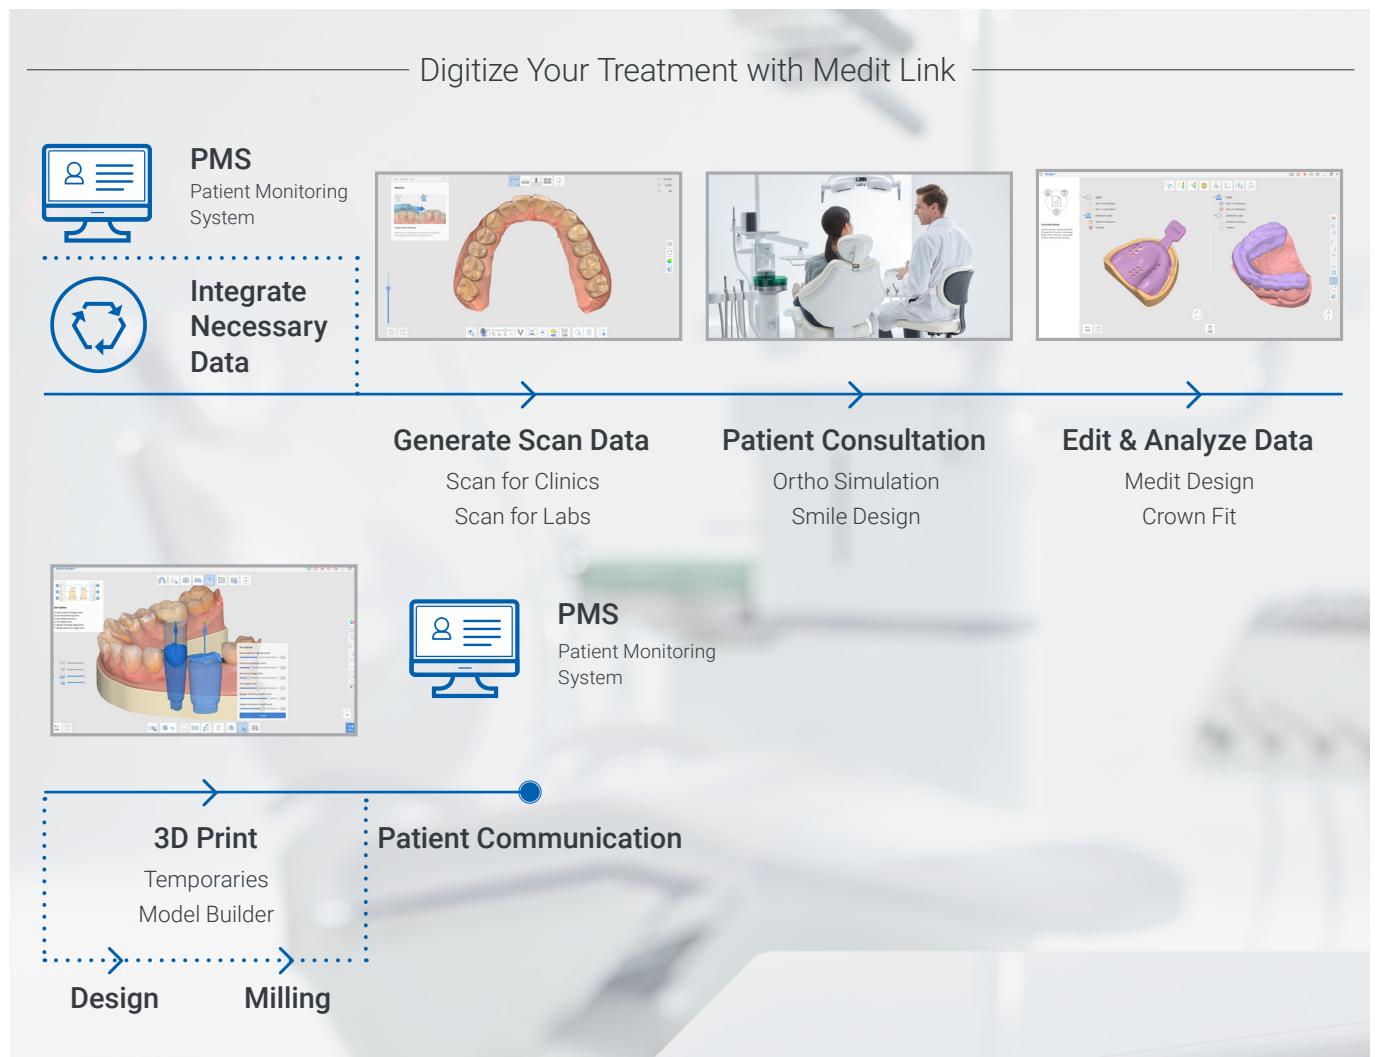 Digitize Your Treatment with Medit Link
PMS
Patient Monitoring
System
Integrate
Necessary
Data
Generate Scan Data
Scan for Clinics
Scan for Labs
Patient Consultation
Ortho Simulation
Smile Design
Edit & Analyze Data
Medit Design
Crown Fit
PMS
Patient Monitoring
System
3D Print
Temporaries
Model Builder
Patient Communication
Design
Milling